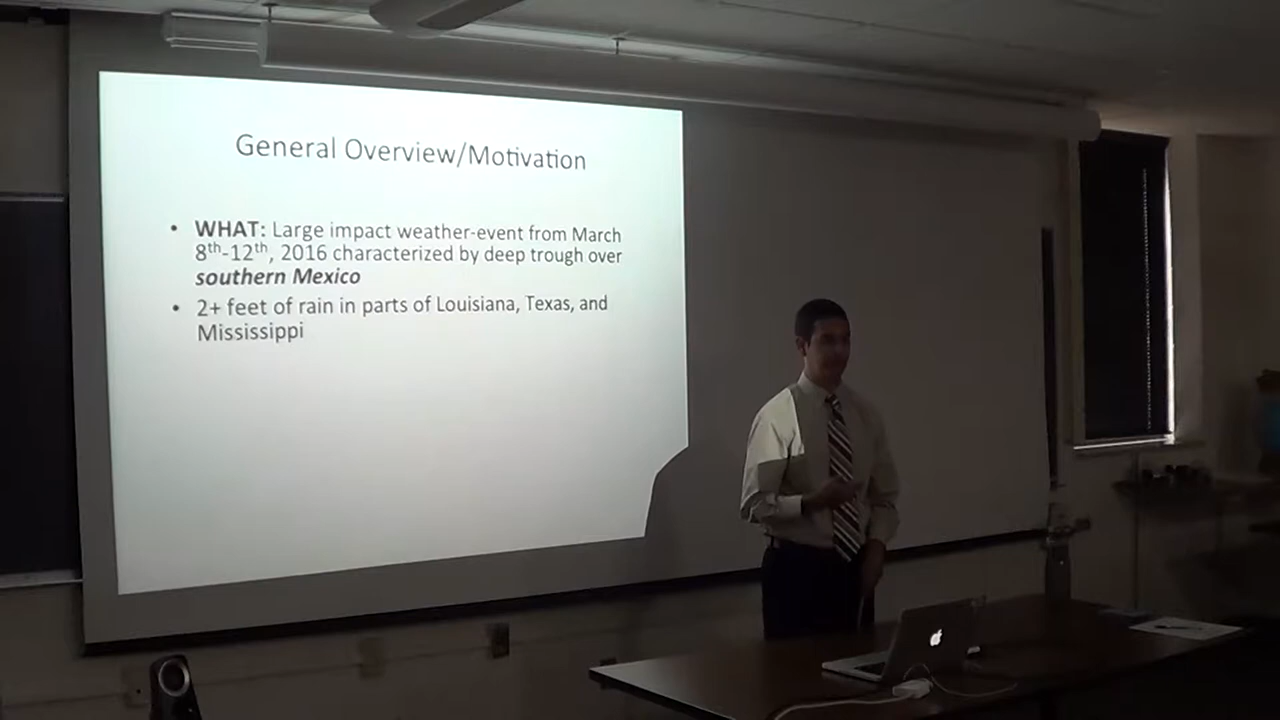 General Overview/Motivation
• WHAT: Large impact weather-event from March
8th-12th, 2016 characterized by deep trough over
southern Mexico
• 2+ feet of rain in parts of Louisiana, Texas, and
Mississippi